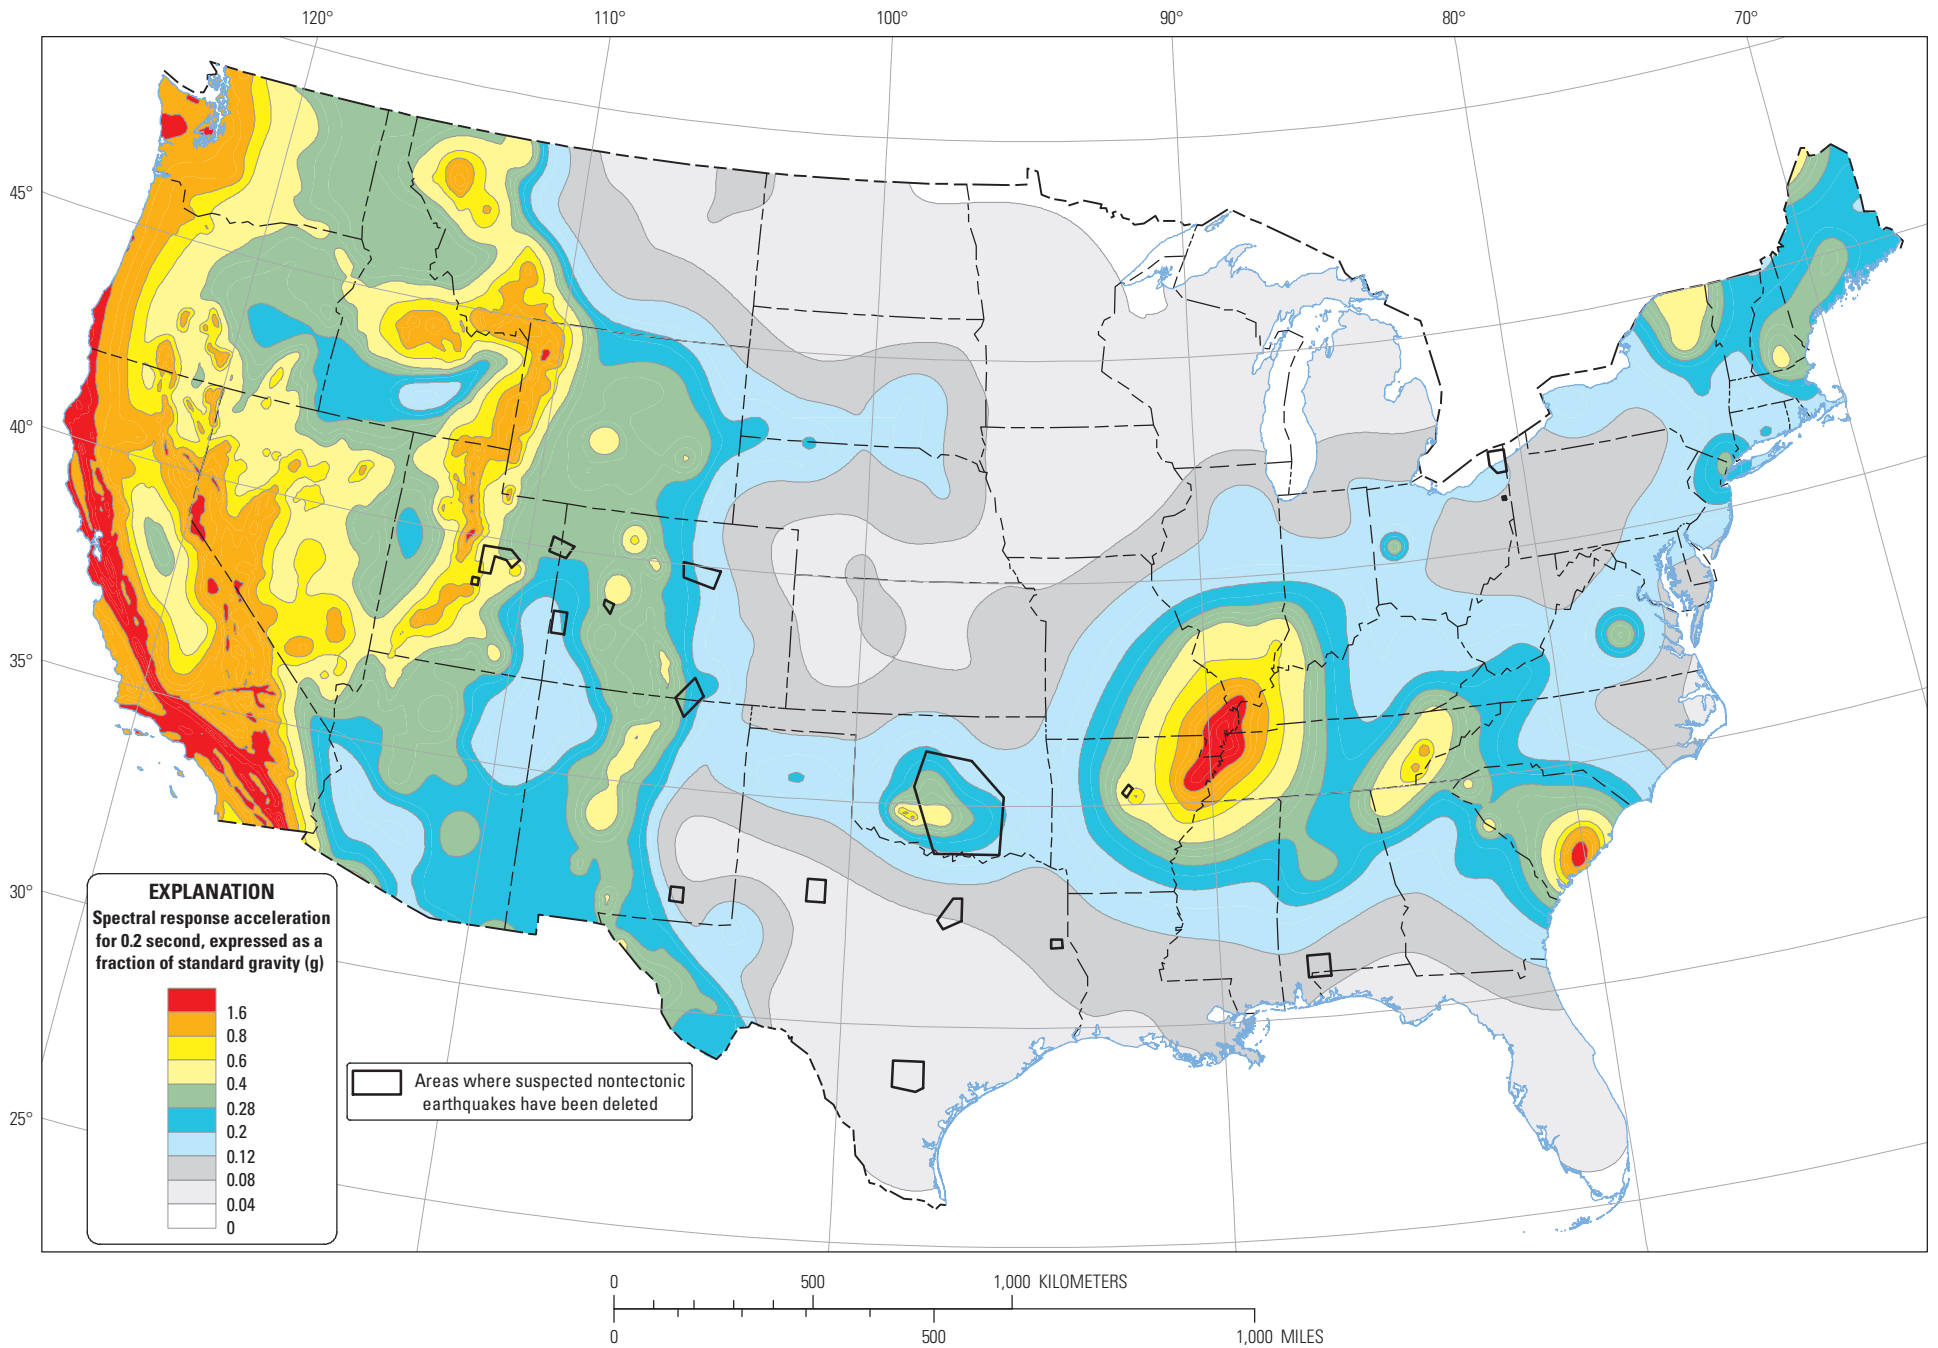 120°
110°
100°
90°
80°
70°
45°
40°
35°
30°
25°
EXPLANATION
Spectral response acceleration
for 0.2 second, expressed as a
fraction of standard gravity (g)
1.6
0.8
0.6
0.4
0.28
0.2
0.12
0.08
0.04
0
Areas where suspected nontectonic
earthquakes have been deleted
0 500 1,000 KILOMETERS
0 500 1,000 MILES